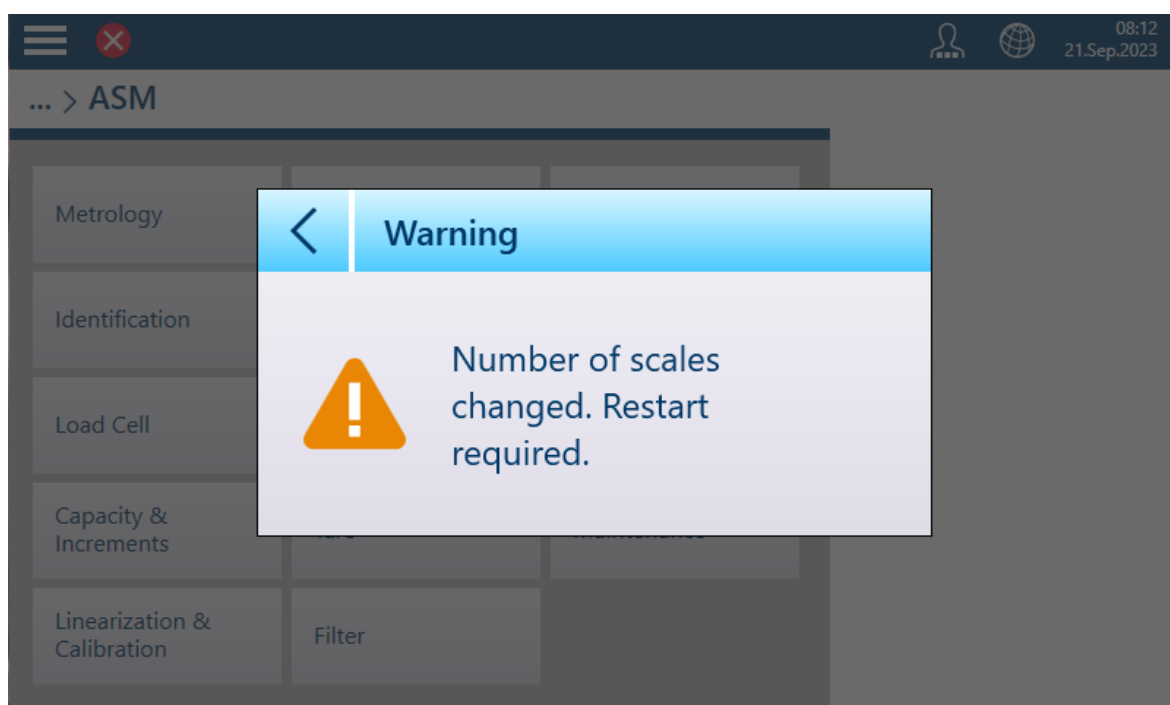 08:12
21.Sep.2023
... > ASM
Metrology
Warning
Identification
Number of scales
changed. Restart
required.
Load Cell
Capacity &
Increments
Maintenance
Linearization &
Calibration
Filter